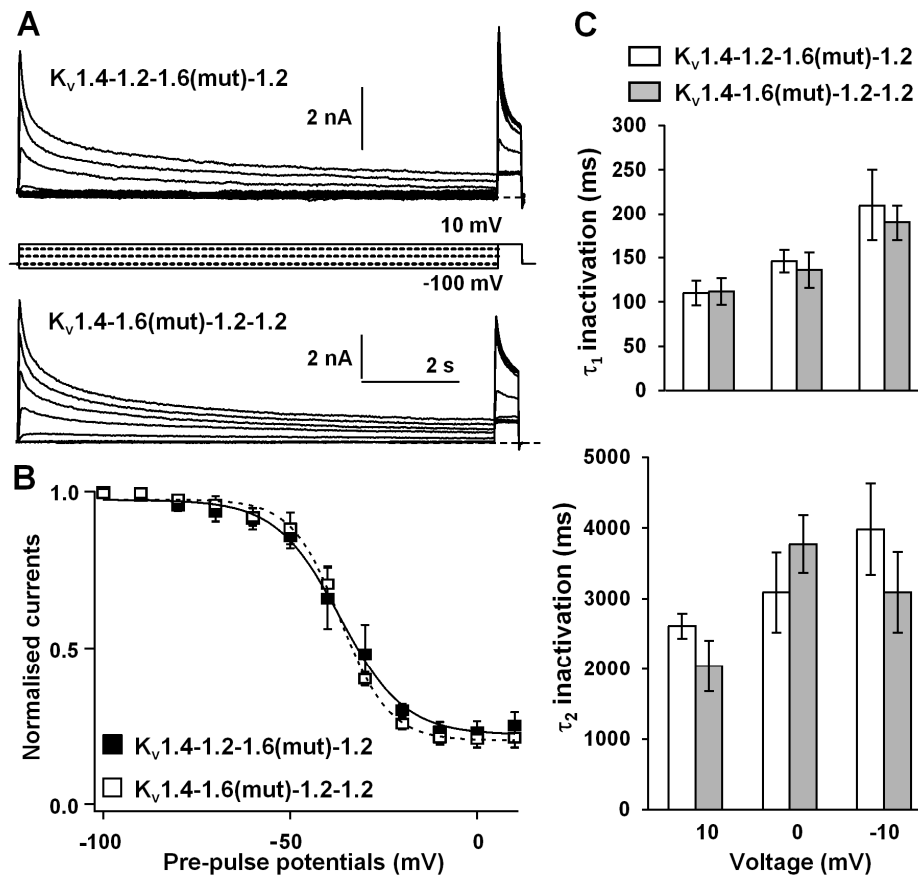 A
Kv1.4-1.2-1.6(mut)-1.2
2 nA
10 mV
-100 mV
Kv1.4-1.6(mut)-1.2-1.2
2 nA
2 s
B
Normalised currents
1.0
0.5
0.0
Kv1.4-1.2-1.6(mut)-1.2
Kv1.4-1.6(mut)-1.2-1.2
-100
-50
0
Pre-pulse potentials (mV)
C
Kv1.4-1.2-1.6(mut)-1.2
Kv1.4-1.6(mut)-1.2-1.2
τ1 inactivation (ms)
300
250
200
150
100
50
0
τ2 inactivation (ms)
5000
4000
3000
2000
1000
0
10
0
-10
Voltage (mV)